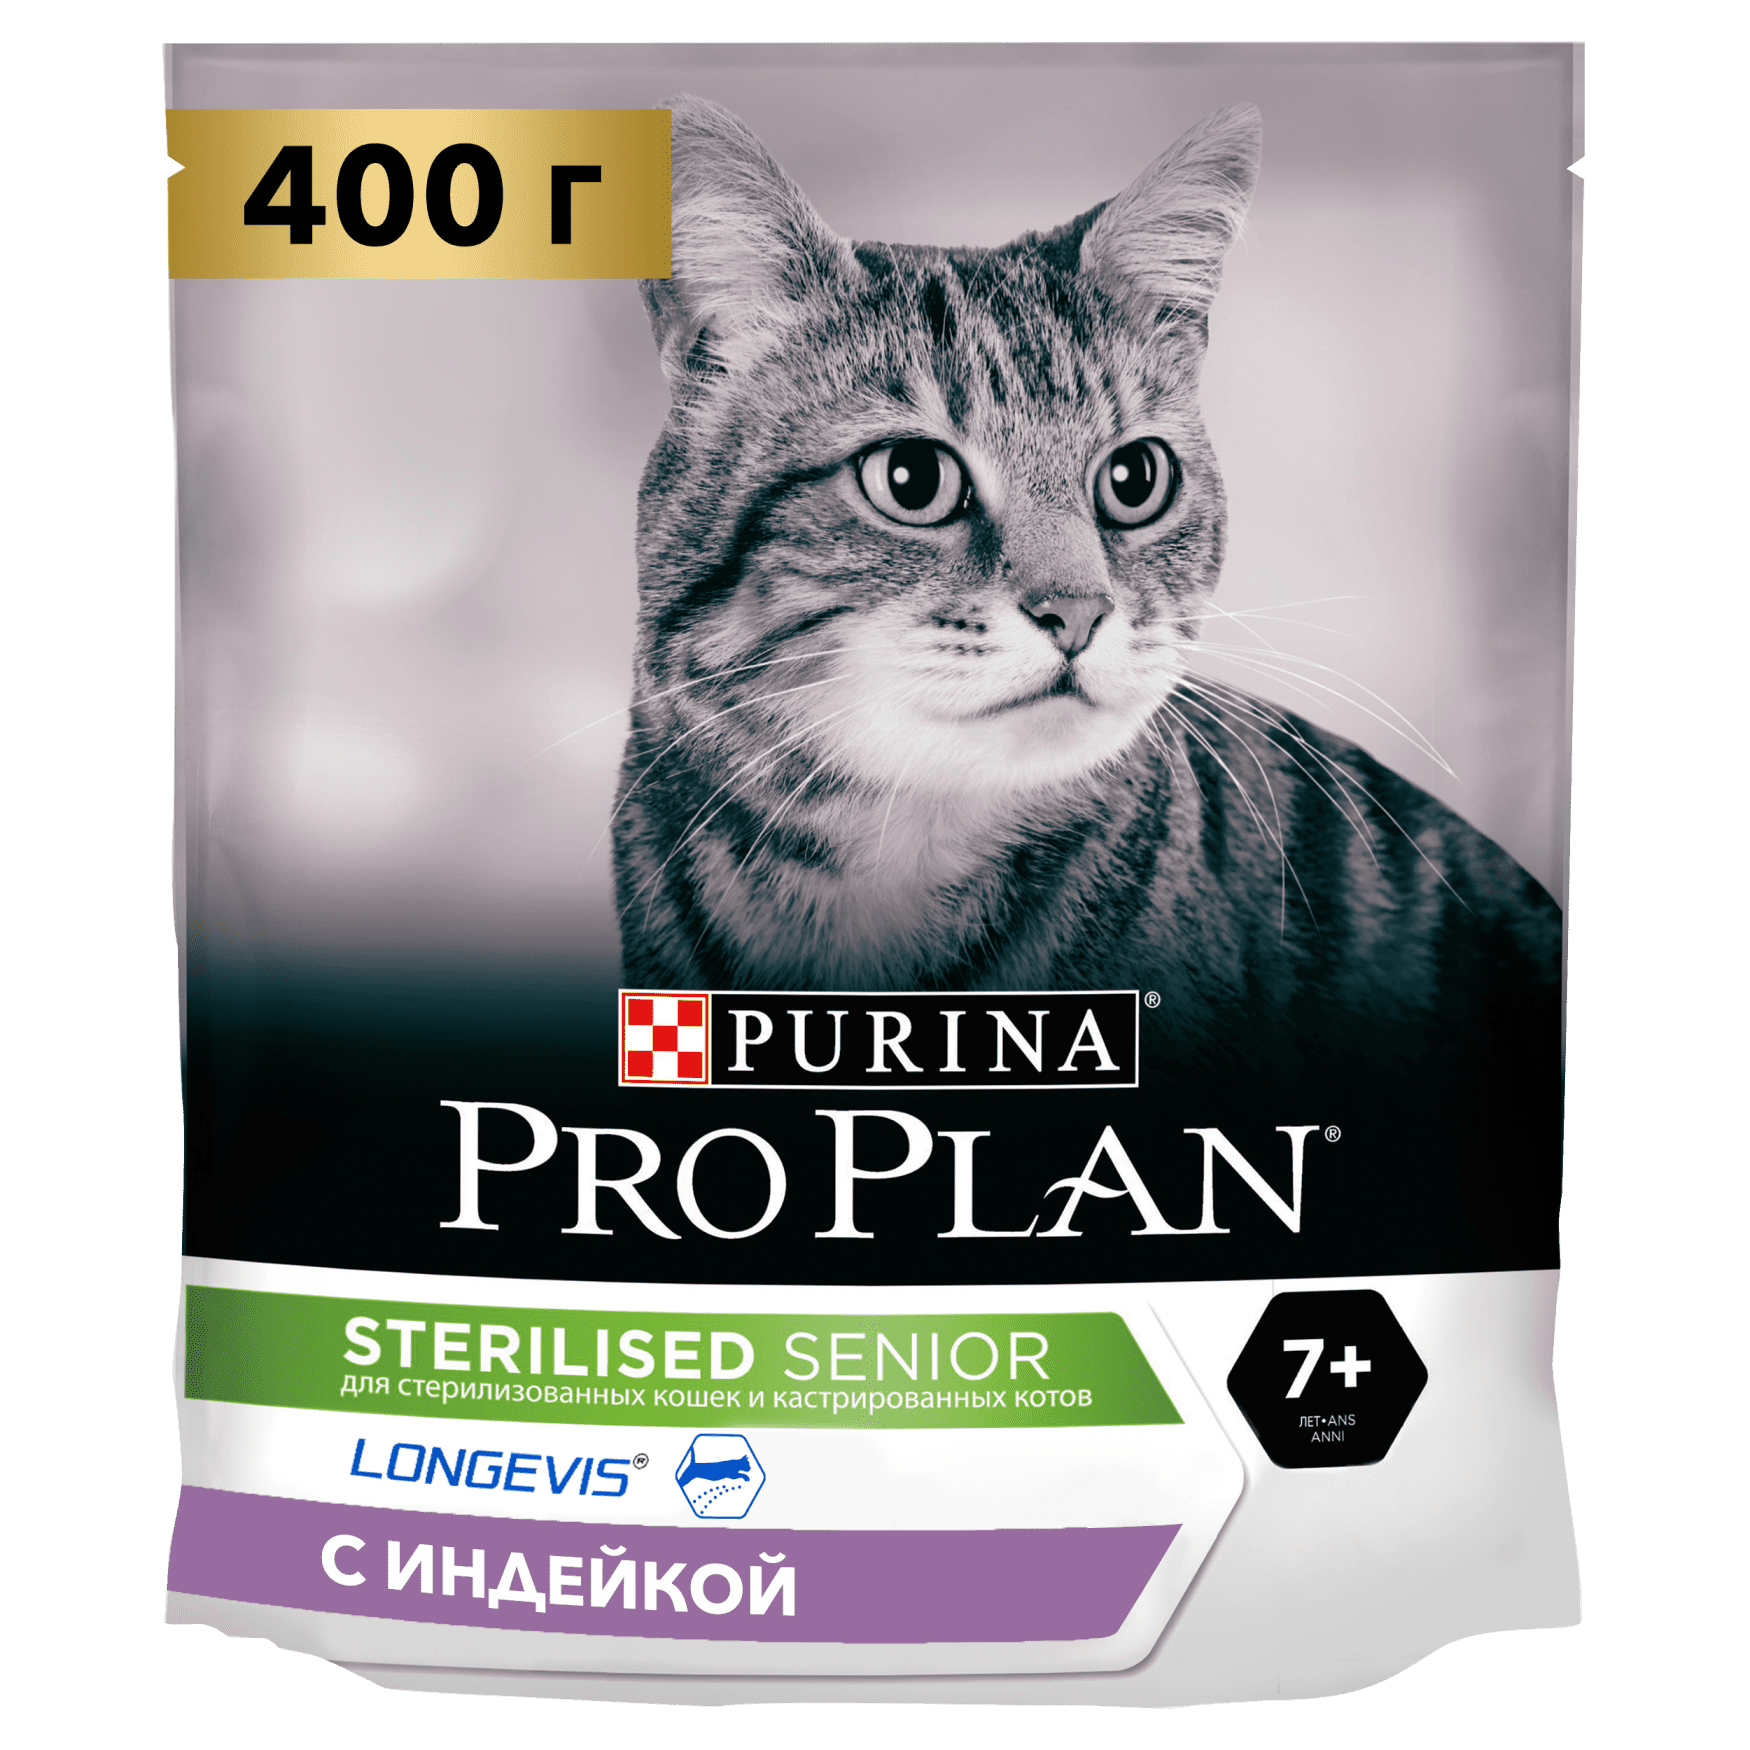 400 г
PURINA®
PRO PLAN®
STERILISED SENIOR
для стерилизованных кошек и кастрированных котов
7+
ЛЕТ•ANS
ANNI
LONGEVIS®
С ИНДЕЙКОЙ